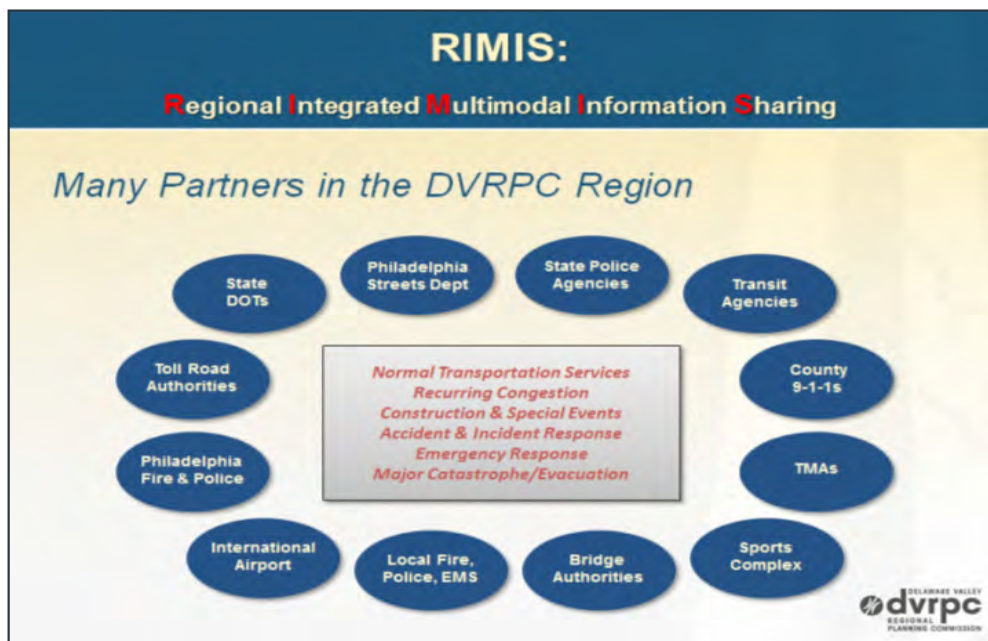 RIMIS:
Regional Integrated Multimodal Information Sharing
Many Partners in the DVRPC Region
State
DOTs
Philadelphia
Streets Dept
State Police
Agencies
Transit
Agencies
Toll Road
Authorities
Normal Transportation Services
Recurring Congestion
Construction & Special Events
Accident & Incident Response
Emergency Response
Major Catastrophe/Evacuation
County
9-1-1s
Philadelphia
Fire & Police
TMAs
International
Airport
Local Fire,
Police, EMS
Bridge
Authorities
Sports
Complex
DELAWARE VALLEY
dvrpc
REGIONAL
PLANNING COMMISSION